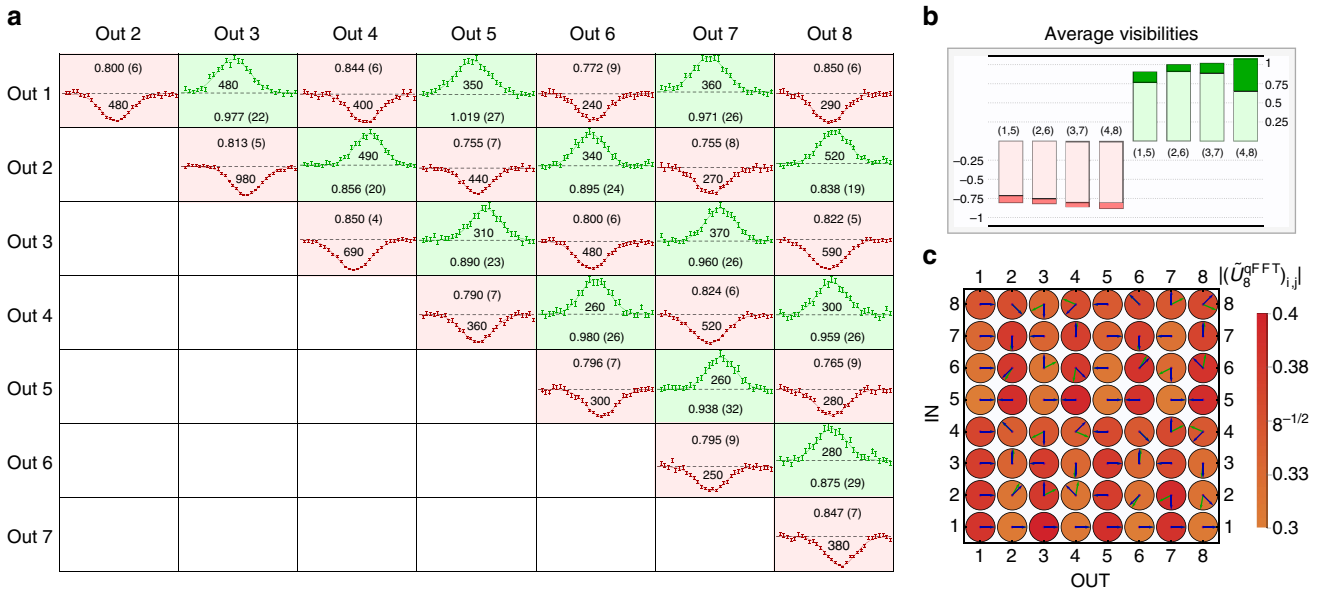 a
Out 2 Out 3 Out 4 Out 5 Out 6 Out 7 Out 8
Out 1
0.800 (6) 0.844 (6) 0.772 (9) 0.850 (6)
480 480 400 350 240 360 290
0.977 (22) 1.019 (27) 0.971 (26)
Out 2
0.813 (5) 0.755 (7) 0.755 (8)
980 490 440 340 270 520
0.856 (20) 0.895 (24) 0.838 (19)
Out 3
0.850 (4) 0.800 (6) 0.822 (5)
690 310 480 370 590
0.890 (23) 0.960 (26)
Out 4
0.790 (7) 0.824 (6)
360 260 520 300
0.980 (26) 0.959 (26)
Out 5
0.796 (7) 0.765 (9)
300 260 280
0.938 (32)
Out 6
0.795 (9)
250 280
0.875 (29)
Out 7
0.847 (7)
380
b
Average visibilities
1
0.75
0.5
0.25
(1,5) (2,6) (3,7) (4,8)
(1,5) (2,6) (3,7) (4,8)
−0.25
−0.5
−0.75
−1
c
1 2 3 4 5 6 7 8
|(Ũ₈^qFFT)i,j|
8
7
6
5
4
3
2
1
8
7
6
5
4
3
2
1
IN
1 2 3 4 5 6 7 8
OUT
0.4
0.38
8^−1/2
0.33
0.3